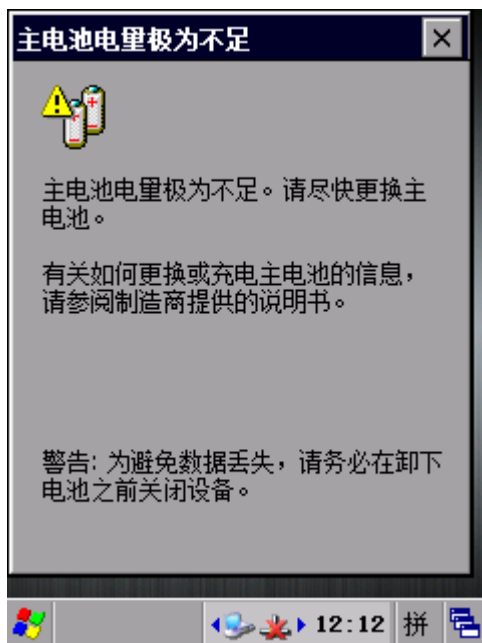 主电池电量极为不足
主电池电量极为不足。请尽快更换主
电池。
有关如何更换或充电主电池的信息，
请参阅制造商提供的说明书。
警告: 为避免数据丢失，请务必在卸下
电池之前关闭设备。
12:12 拼